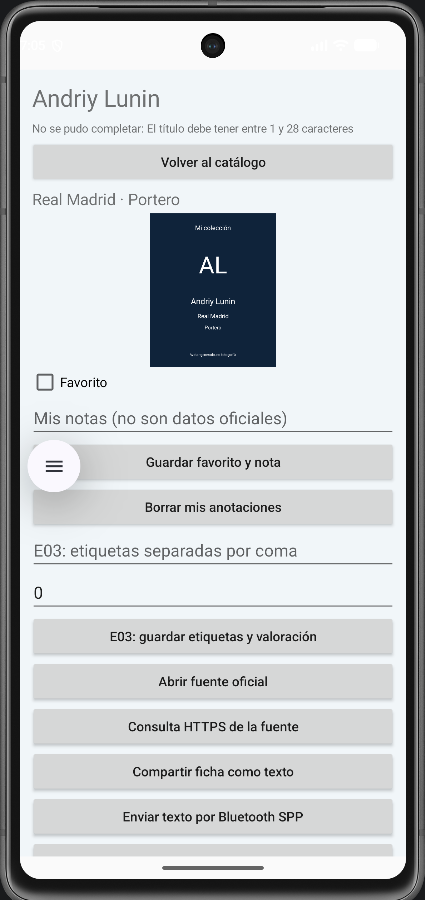 Andriy Lunin
No se pudo completar: El título debe tener entre 1 y 28 caracteres
Volver al catálogo
Real Madrid · Portero
Mi colección
AL
Andriy Lunin
Real Madrid
Portero
Favorito
Mis notas (no son datos oficiales)
Guardar favorito y nota
Borrar mis anotaciones
E03: etiquetas separadas por coma
0
E03: guardar etiquetas y valoración
Abrir fuente oficial
Consulta HTTPS de la fuente
Compartir ficha como texto
Enviar texto por Bluetooth SPP